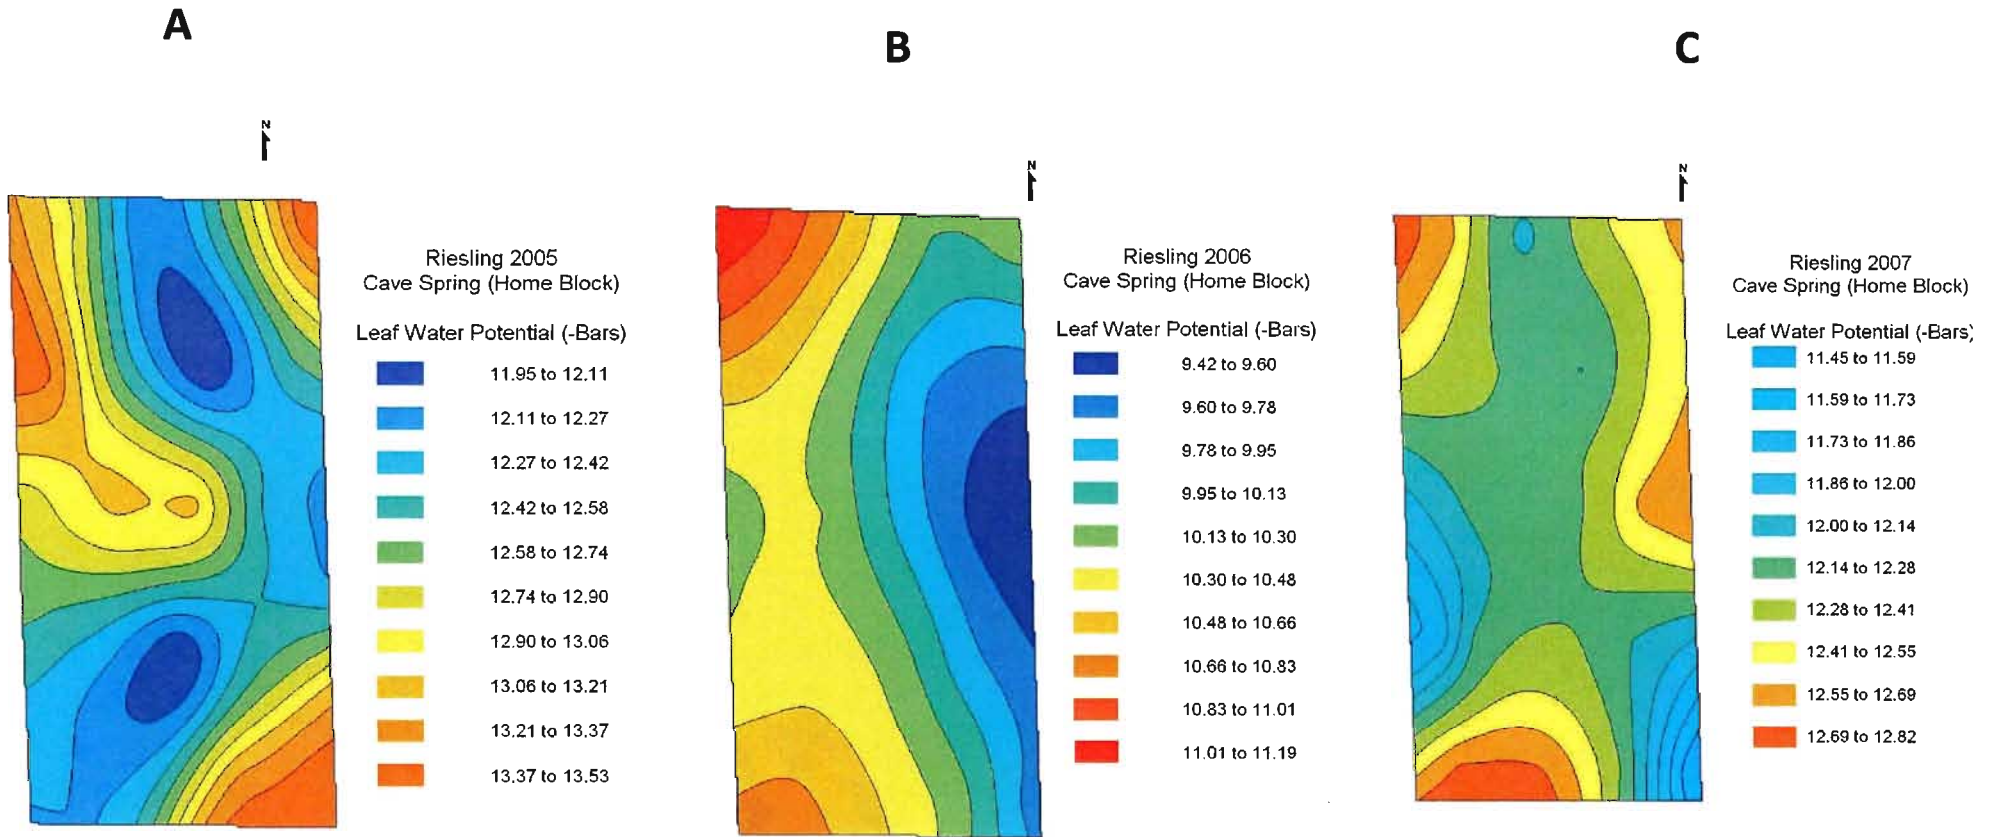 A
N
Riesling 2005
Cave Spring (Home Block)
Leaf Water Potential (-Bars)
11.95 to 12.11
12.11 to 12.27
12.27 to 12.42
12.42 to 12.58
12.58 to 12.74
12.74 to 12.90
12.90 to 13.06
13.06 to 13.21
13.21 to 13.37
13.37 to 13.53
B
N
Riesling 2006
Cave Spring (Home Block)
Leaf Water Potential (-Bars)
9.42 to 9.60
9.60 to 9.78
9.78 to 9.95
9.95 to 10.13
10.13 to 10.30
10.30 to 10.48
10.48 to 10.66
10.66 to 10.83
10.83 to 11.01
11.01 to 11.19
C
N
Riesling 2007
Cave Spring (Home Block)
Leaf Water Potential (-Bars)
11.45 to 11.59
11.59 to 11.73
11.73 to 11.86
11.86 to 12.00
12.00 to 12.14
12.14 to 12.28
12.28 to 12.41
12.41 to 12.55
12.55 to 12.69
12.69 to 12.82